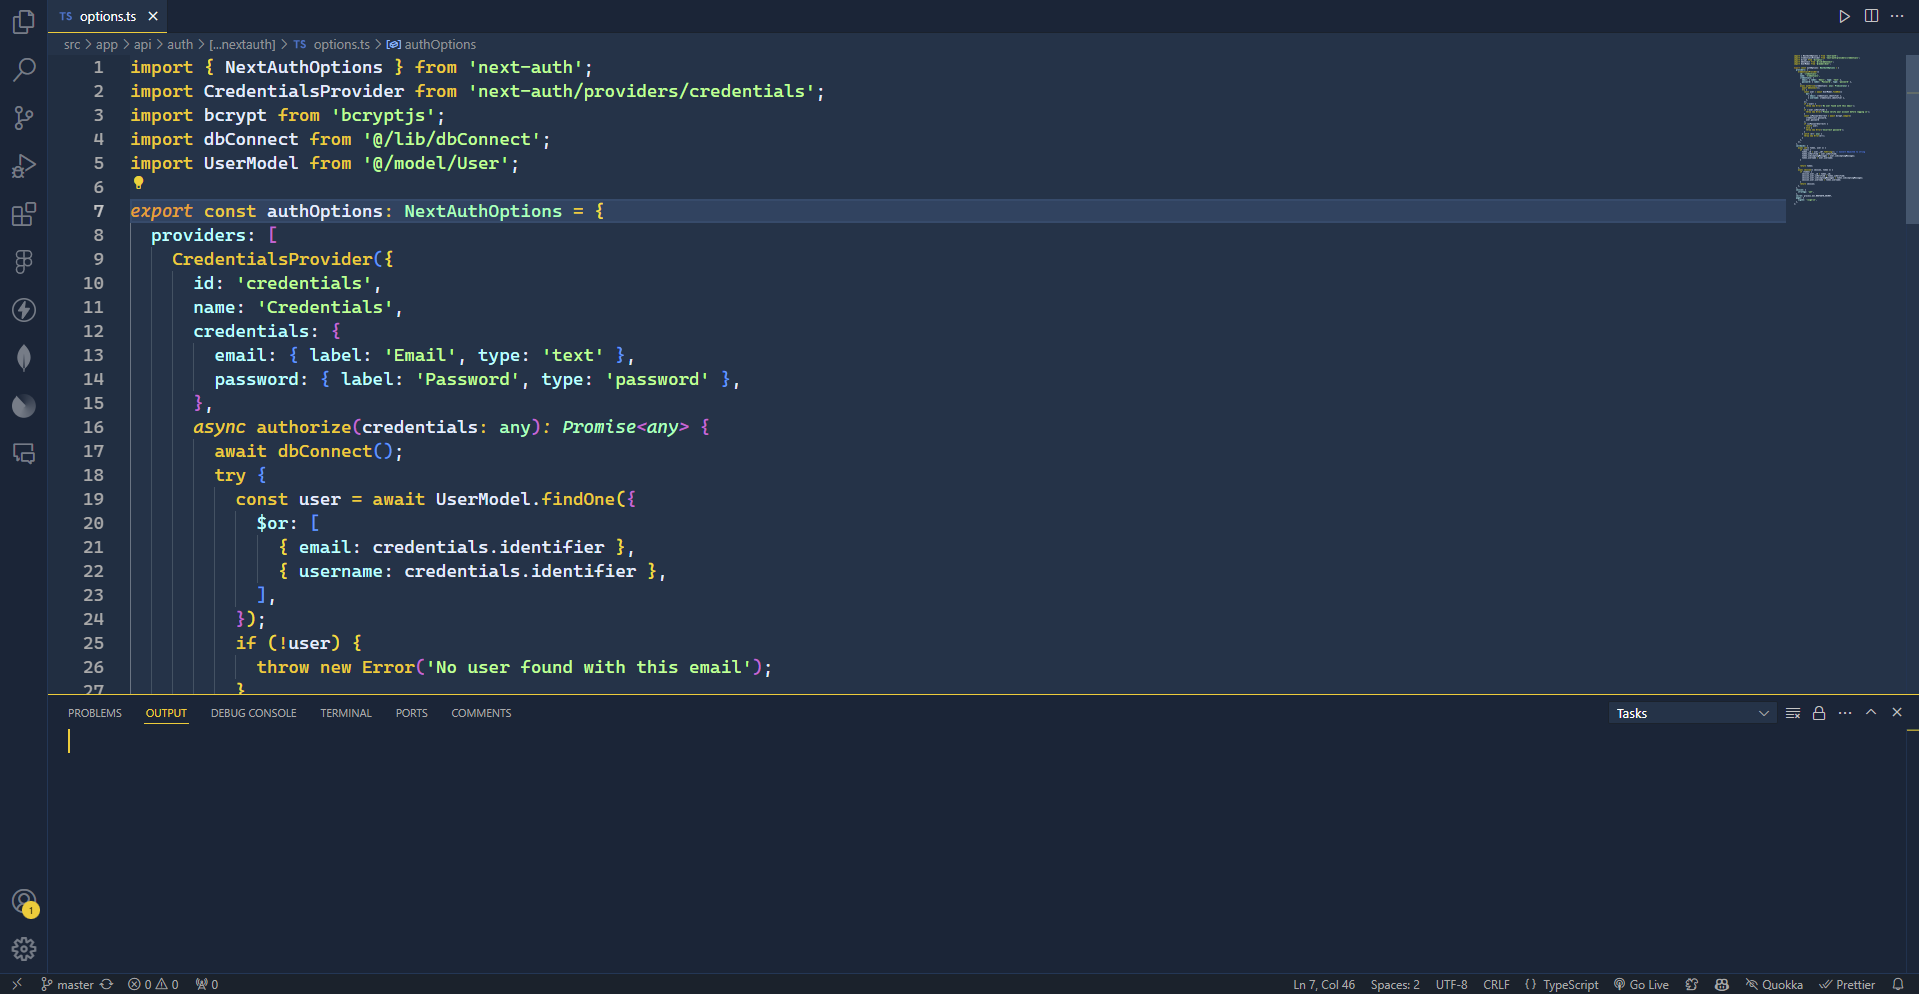 TS options.ts
src > app > api > auth > [...nextauth] > TS options.ts > authOptions
1 import { NextAuthOptions } from 'next-auth';
2 import CredentialsProvider from 'next-auth/providers/credentials';
3 import bcrypt from 'bcryptjs';
4 import dbConnect from '@/lib/dbConnect';
5 import UserModel from '@/model/User';
6
7 export const authOptions: NextAuthOptions = {
8 providers: [
9 CredentialsProvider({
10 id: 'credentials',
11 name: 'Credentials',
12 credentials: {
13 email: { label: 'Email', type: 'text' },
14 password: { label: 'Password', type: 'password' },
15 },
16 async authorize(credentials: any): Promise<any> {
17 await dbConnect();
18 try {
19 const user = await UserModel.findOne({
20 $or: [
21 { email: credentials.identifier },
22 { username: credentials.identifier },
23 ],
24 });
25 if (!user) {
26 throw new Error('No user found with this email');
27 }
PROBLEMS OUTPUT DEBUG CONSOLE TERMINAL PORTS COMMENTS Tasks
1
master 0 0 0 Ln 7, Col 46 Spaces: 2 UTF-8 CRLF {} TypeScript Go Live Quokka Prettier